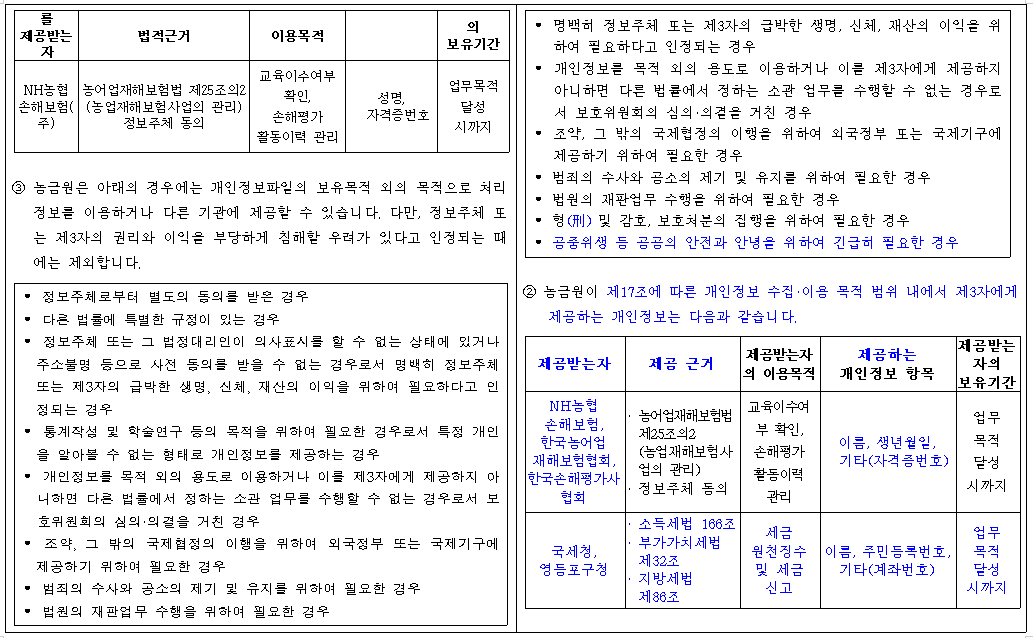 를
제공받는
자
법적근거
이용목적
의
보유기간
NH농협
손해보험(
주)
농어업재해보험법 제25조의2
(농업재해보험사업의 관리)
정보주체 동의
교육이수여부
확인,
손해평가
활동이력 관리
성명,
자격증번호
업무목적
달성
시까지
③ 농금원은 아래의 경우에는 개인정보파일의 보유목적 외의 목적으로 처리
정보를 이용하거나 다른 기관에 제공할 수 있습니다. 다만, 정보주체 또
는 제3자의 권리와 이익을 부당하게 침해할 우려가 있다고 인정되는 때
에는 제외합니다.
• 정보주체로부터 별도의 동의를 받은 경우
• 다른 법률에 특별한 규정이 있는 경우
• 정보주체 또는 그 법정대리인이 의사표시를 할 수 없는 상태에 있거나
주소불명 등으로 사전 동의를 받을 수 없는 경우로서 명백히 정보주체
또는 제3자의 급박한 생명, 신체, 재산의 이익을 위하여 필요하다고 인
정되는 경우
• 통계작성 및 학술연구 등의 목적을 위하여 필요한 경우로서 특정 개인
을 알아볼 수 없는 형태로 개인정보를 제공하는 경우
• 개인정보를 목적 외의 용도로 이용하거나 이를 제3자에게 제공하지 아
니하면 다른 법률에서 정하는 소관 업무를 수행할 수 없는 경우로서 보
호위원회의 심의·의결을 거친 경우
• 조약, 그 밖의 국제협정의 이행을 위하여 외국정부 또는 국제기구에
제공하기 위하여 필요한 경우
• 범죄의 수사와 공소의 제기 및 유지를 위하여 필요한 경우
• 법원의 재판업무 수행을 위하여 필요한 경우
• 명백히 정보주체 또는 제3자의 급박한 생명, 신체, 재산의 이익을 위
하여 필요하다고 인정되는 경우
• 개인정보를 목적 외의 용도로 이용하거나 이를 제3자에게 제공하지
아니하면 다른 법률에서 정하는 소관 업무를 수행할 수 없는 경우로
서 보호위원회의 심의·의결을 거친 경우
• 조약, 그 밖의 국제협정의 이행을 위하여 외국정부 또는 국제기구에
제공하기 위하여 필요한 경우
• 범죄의 수사와 공소의 제기 및 유지를 위하여 필요한 경우
• 법원의 재판업무 수행을 위하여 필요한 경우
• 형(刑) 및 감호, 보호처분의 집행을 위하여 필요한 경우
• 공중위생 등 공공의 안전과 안녕을 위하여 긴급히 필요한 경우
② 농금원이 제17조에 따른 개인정보 수집·이용 목적 범위 내에서 제3자에게
제공하는 개인정보는 다음과 같습니다.
제공받는자
제공 근거
제공받는자
의 이용목적
제공하는
개인정보 항목
제공받는
자의
보유기간
NH농협
손해보험,
한국농어업
재해보험협회,
한국손해평가사
협회
· 농어업재해보험법
제25조의2
(농업재해보험사
업의 관리)
· 정보주체 동의
교육이수여
부 확인,
손해평가
활동이력
관리
이름, 생년월일,
기타(자격증번호)
업무
목적
달성
시까지
국세청,
영등포구청
· 소득세법 166조
· 부가가치세법
제32조
· 지방세법
제86조
세금
원천징수
및 세금
신고
이름, 주민등록번호,
기타(계좌번호)
업무
목적
달성
시까지